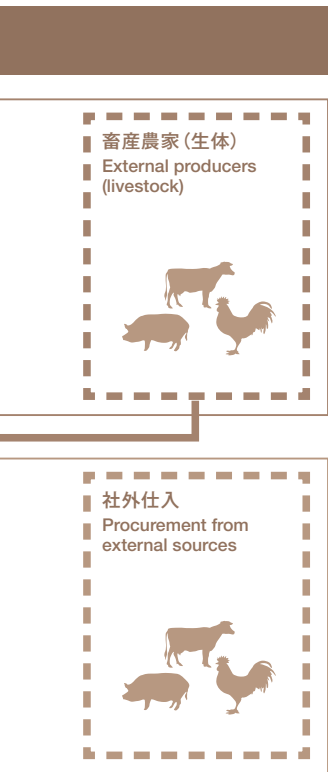 畜産農家（生体）
External producers
(livestock)
社外仕入
Procurement from
external sources